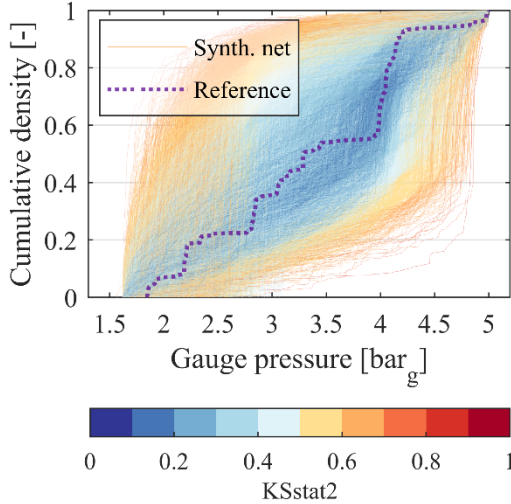 Cumulative density [-]
1
0.8
0.6
0.4
0.2
0
Synth. net
Reference
1.5 2 2.5 3 3.5 4 4.5 5
Gauge pressure [bar_g]
0 0.2 0.4 0.6 0.8 1
KSstat2